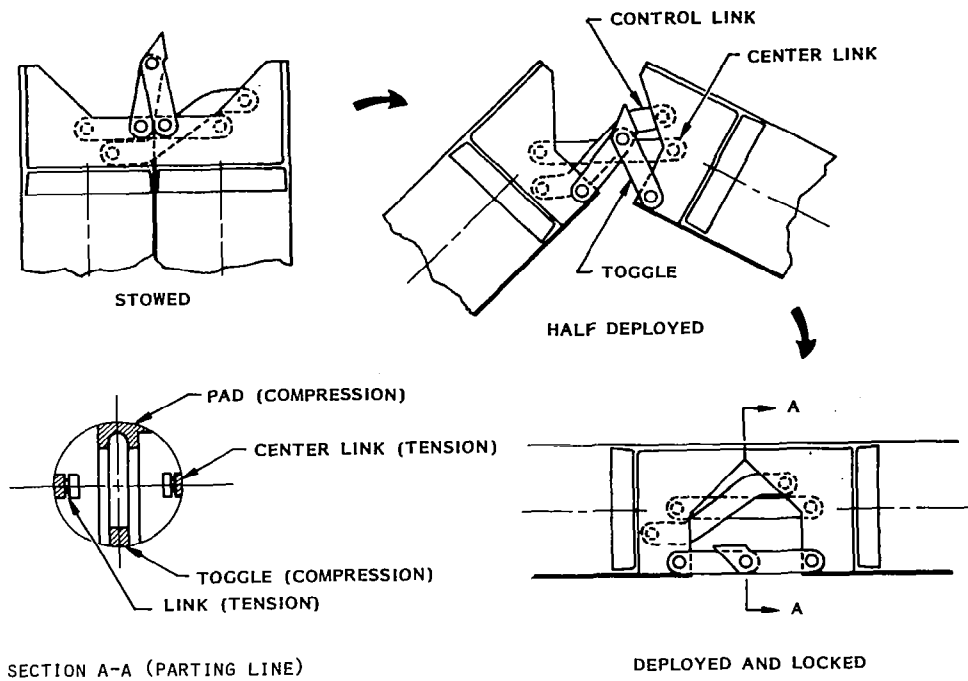 CONTROL LINK
CENTER LINK
STOWED
TOGGLE
HALF DEPLOYED
PAD (COMPRESSION)
CENTER LINK (TENSION)
TOGGLE (COMPRESSION)
LINK (TENSION)
A
A
SECTION A-A (PARTING LINE)
DEPLOYED AND LOCKED